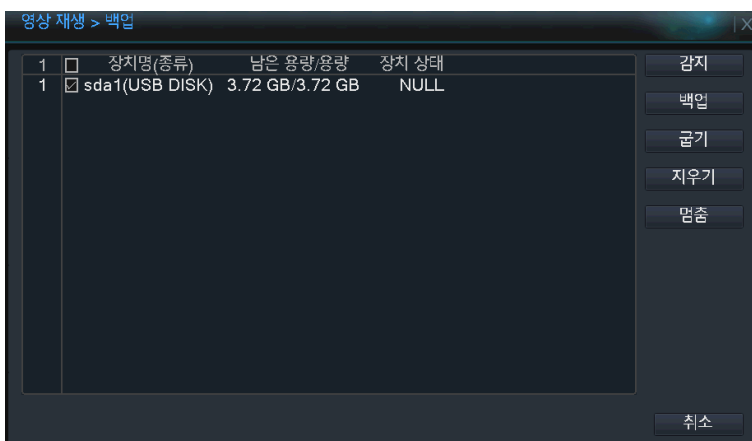 영상 재생 > 백업
X
1 장치명(종류) 남은 용량/용량 장치 상태
1 sda1(USB DISK) 3.72 GB/3.72 GB NULL
감지
백업
굽기
지우기
멈춤
취소